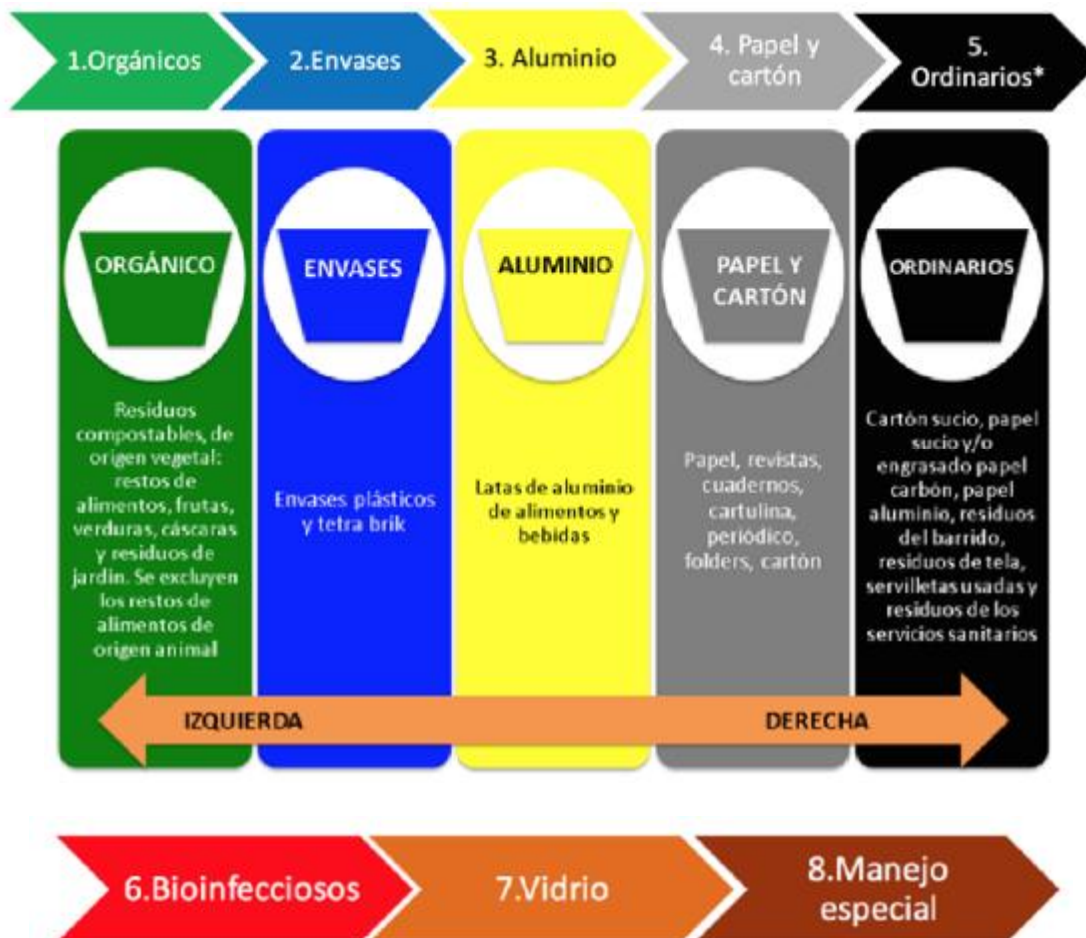 1.Orgánicos
2.Envases
3. Aluminio
4. Papel y
cartón
5.
Ordinarios*
ORGÁNICO
Residuos
compostables, de
origen vegetal:
restos de
alimentos, frutas,
verduras, cáscaras
y residuos de
jardín. Se excluyen
los restos de
alimentos de
origen animal
ENVASES
Envases plásticos
y tetra brik
ALUMINIO
Latas de aluminio
de alimentos y
bebidas
PAPEL Y
CARTÓN
Papel, revistas,
cuadernos,
cartulina,
periódico,
folders, cartón
ORDINARIOS
Cartón sucio, papel
sucio y/o
engrasado papel
carbón, papel
aluminio, residuos
del barrido,
residuos de tela,
servilletas usadas y
residuos de los
servicios sanitarios
IZQUIERDA
DERECHA
6.Bioinfecciosos
7.Vidrio
8.Manejo
especial